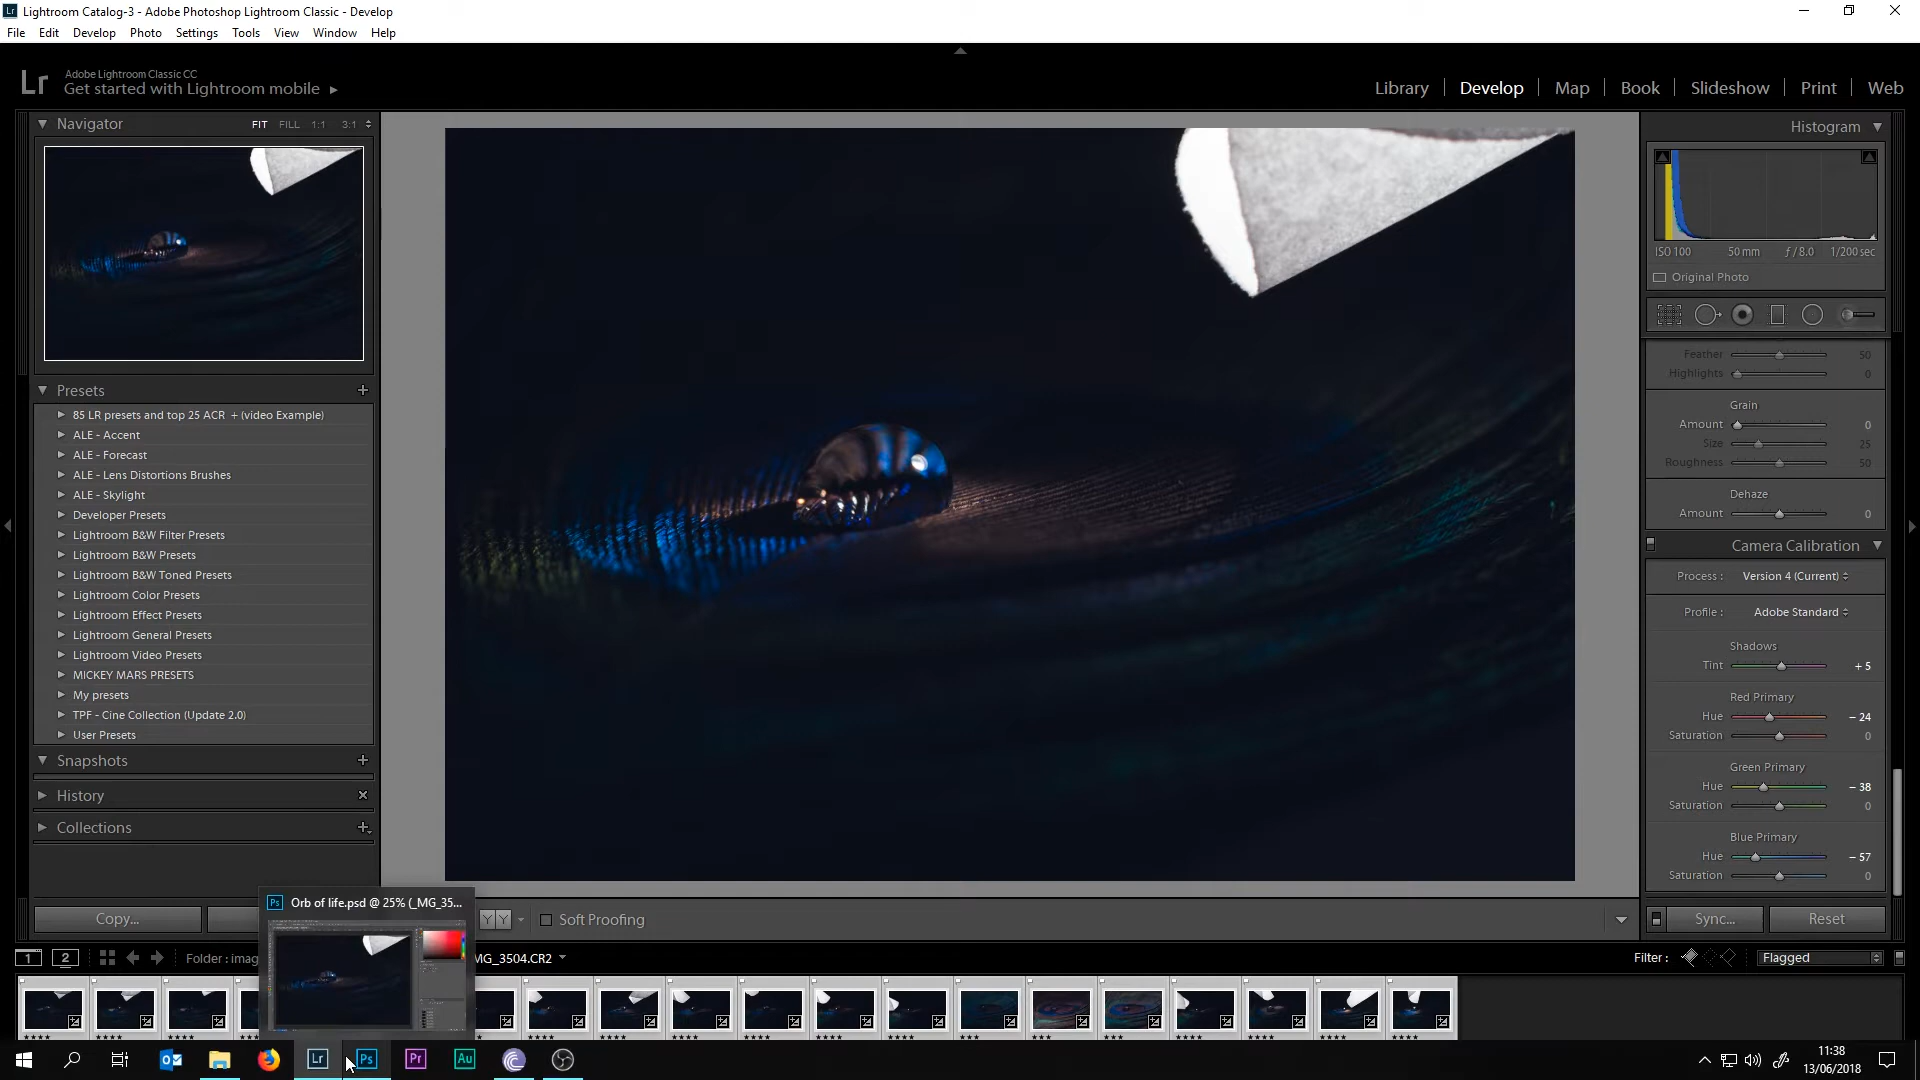 Lr Lightroom Catalog-3 - Adobe Photoshop Lightroom Classic - Develop
File Edit Develop Photo Settings Tools View Window Help
Lr Adobe Lightroom Classic CC
Get started with Lightroom mobile
Library Develop Map Book Slideshow Print Web
Navigator FIT FILL 1:1 3:1
Presets
85 LR presets and top 25 ACR + (video Example)
ALE - Accent
ALE - Forecast
ALE - Lens Distortions Brushes
ALE - Skylight
Developer Presets
Lightroom B&W Filter Presets
Lightroom B&W Presets
Lightroom B&W Toned Presets
Lightroom Color Presets
Lightroom Effect Presets
Lightroom General Presets
Lightroom Video Presets
MICKEY MARS PRESETS
My presets
TPF - Cine Collection (Update 2.0)
User Presets
Snapshots
History
Collections
Copy...
Histogram
ISO 100 50 mm ƒ / 8.0 1/200 sec
Original Photo
Feather 50
Highlights 0
Grain
Amount 0
Size 25
Roughness 50
Dehaze
Amount 0
Camera Calibration
Process : Version 4 (Current)
Profile : Adobe Standard
Shadows
Tint + 5
Red Primary
Hue - 24
Saturation 0
Green Primary
Hue - 38
Saturation 0
Blue Primary
Hue - 57
Saturation 0
Sync... Reset
Ps Orb of life.psd @ 25% (_MG_35...
YY Soft Proofing
1 2 Folder : imag MG_3504.CR2
Filter : Flagged
Lr Ps Pr Au
11:38
13/06/2018